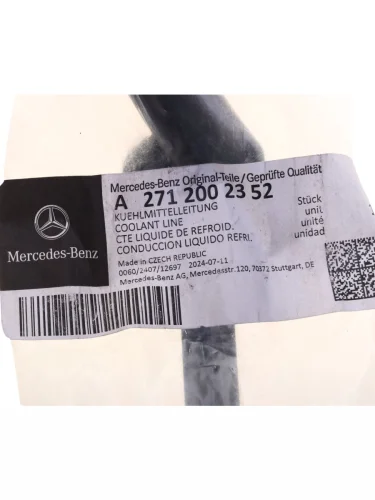 Mercedes-Benz Original-Teile / Geprüfte Qualität
A 271 200 23 52
KUEHLMITTELLEITUNG
COOLANT LINE
CTE LIQUIDE DE REFROID.
CONDUCCION LIQUIDO REFRI.
Stück
unit
unité
unidad
Made in CZECH REPUBLIC
0060/2407/12697 2024-07-11
Mercedes-Benz AG, Mercedesstr.120, 70372 Stuttgart, DE
Mercedes-Benz